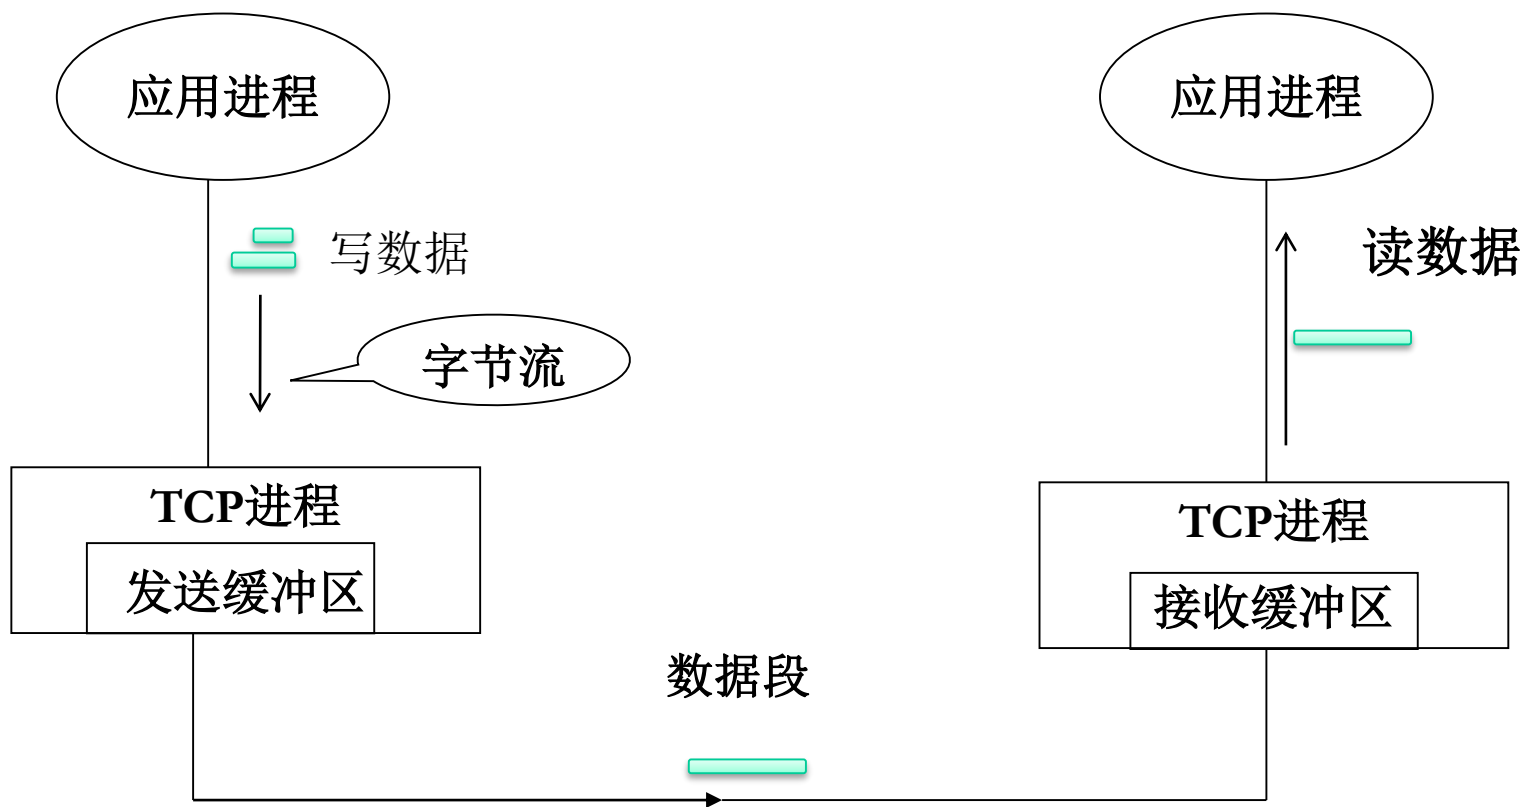 应用进程
应用进程
写数据
读数据
字节流
TCP进程
TCP进程
发送缓冲区
接收缓冲区
数据段